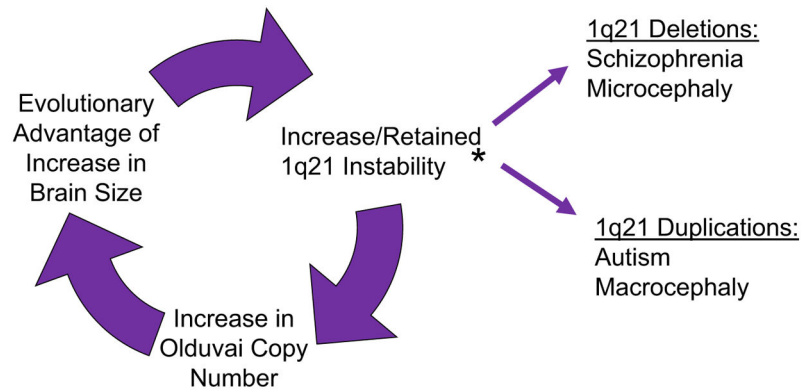 Evolutionary
Advantage of
Increase in
Brain Size
Increase/Retained
1q21 Instability *
Increase in
Olduvai Copy
Number
1q21 Deletions:
Schizophrenia
Microcephaly
1q21 Duplications:
Autism
Macrocephaly